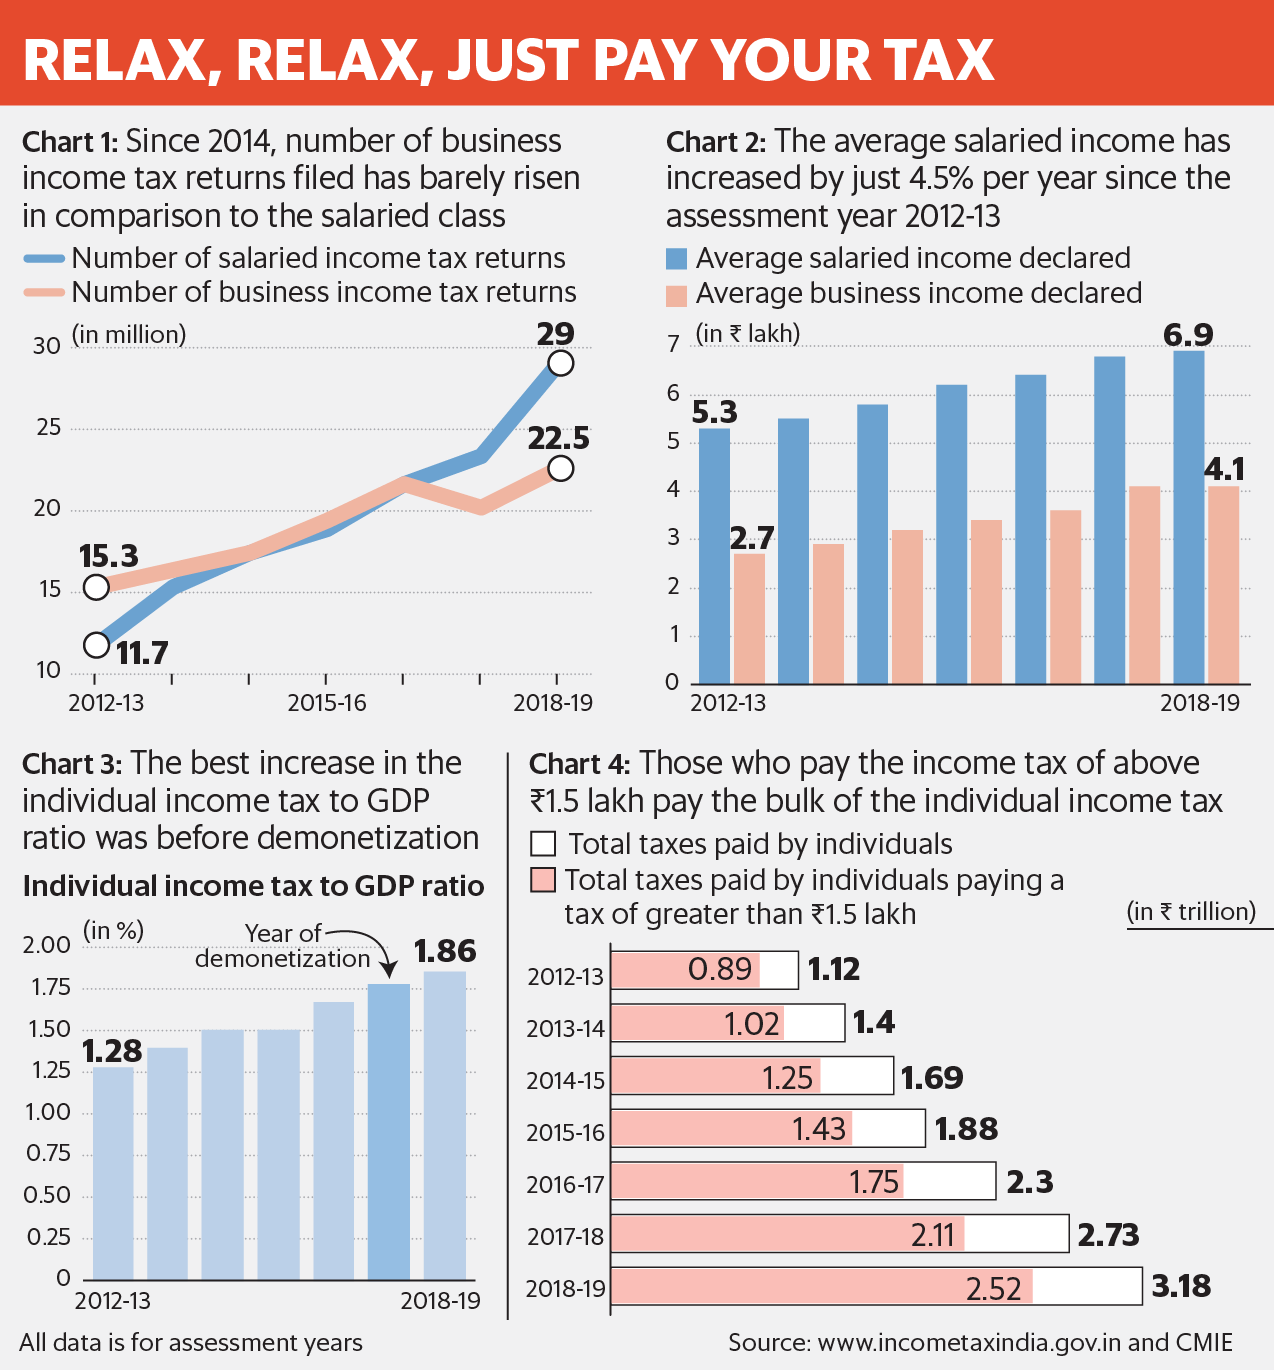 RELAX, RELAX, JUST PAY YOUR TAX
Chart 1: Since 2014, number of business
income tax returns filed has barely risen
in comparison to the salaried class
Number of salaried income tax returns
Number of business income tax returns
(in million)
30
25
20
15
10
29
22.5
15.3
11.7
2012-13
2015-16
2018-19
Chart 2: The average salaried income has
increased by just 4.5% per year since the
assessment year 2012-13
Average salaried income declared
Average business income declared
(in ₹ lakh)
7
6
5
4
3
2
1
0
5.3
2.7
6.9
4.1
2012-13
2018-19
Chart 3: The best increase in the
individual income tax to GDP
ratio was before demonetization
Individual income tax to GDP ratio
(in %)
2.00
1.75
1.50
1.25
1.00
0.75
0.50
0.25
0
Year of
demonetization
1.86
1.28
2012-13
2018-19
Chart 4: Those who pay the income tax of above
₹1.5 lakh pay the bulk of the individual income tax
Total taxes paid by individuals
Total taxes paid by individuals paying a
tax of greater than ₹1.5 lakh
(in ₹ trillion)
2012-13 0.89 1.12
2013-14 1.02 1.4
2014-15 1.25 1.69
2015-16 1.43 1.88
2016-17 1.75 2.3
2017-18 2.11 2.73
2018-19 2.52 3.18
All data is for assessment years
Source: www.incometaxindia.gov.in and CMIE